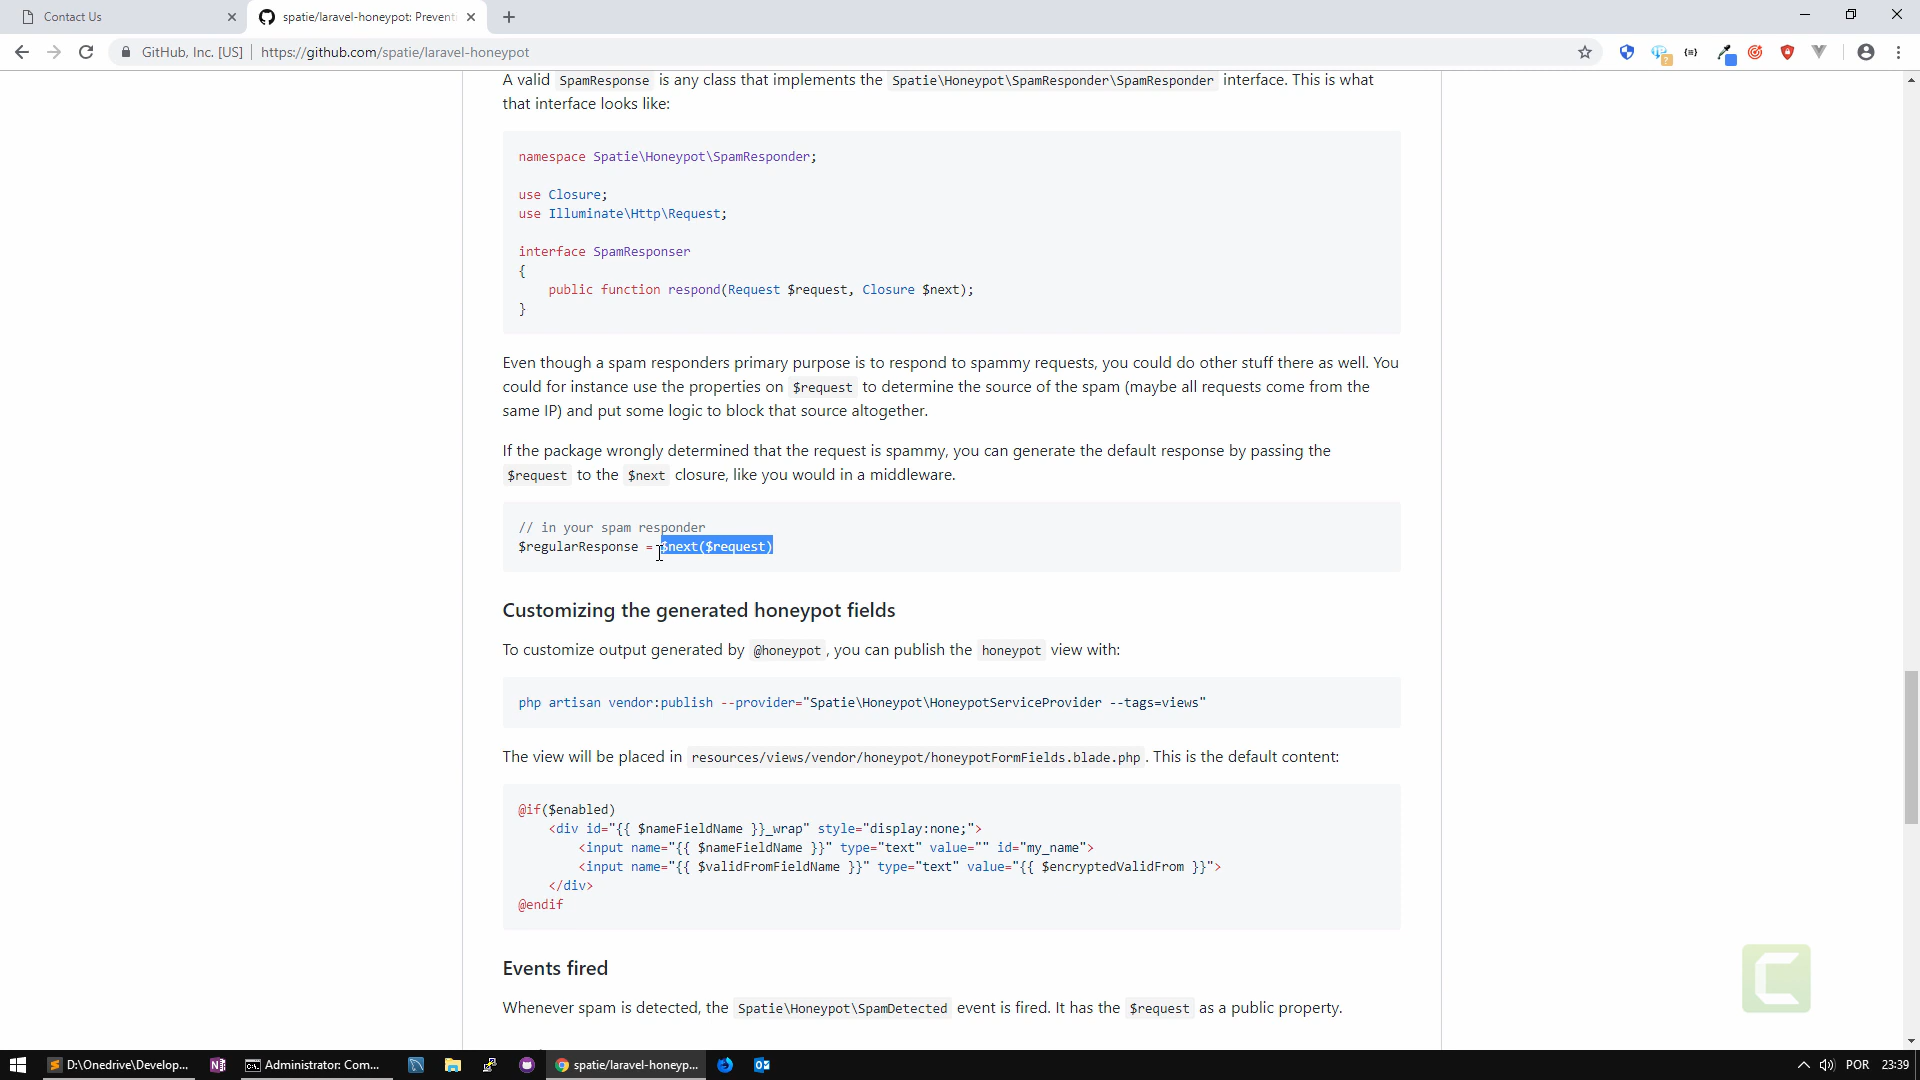 Contact Us
spatie/laravel-honeypot: Preventi
GitHub, Inc. [US]
https://github.com/spatie/laravel-honeypot
A valid SpamResponse is any class that implements the Spatie\Honeypot\SpamResponder\SpamResponder interface. This is what
that interface looks like:
namespace Spatie\Honeypot\SpamResponder;
use Closure;
use Illuminate\Http\Request;
interface SpamResponser
{
public function respond(Request $request, Closure $next);
}
Even though a spam responders primary purpose is to respond to spammy requests, you could do other stuff there as well. You
could for instance use the properties on $request to determine the source of the spam (maybe all requests come from the
same IP) and put some logic to block that source altogether.
If the package wrongly determined that the request is spammy, you can generate the default response by passing the
$request to the $next closure, like you would in a middleware.
// in your spam responder
$regularResponse = $next($request)
Customizing the generated honeypot fields
To customize output generated by @honeypot , you can publish the honeypot view with:
php artisan vendor:publish --provider="Spatie\Honeypot\HoneypotServiceProvider --tags=views"
The view will be placed in resources/views/vendor/honeypot/honeypotFormFields.blade.php . This is the default content:
@if($enabled)
<div id="{{ $nameFieldName }}_wrap" style="display:none;">
<input name="{{ $nameFieldName }}" type="text" value="" id="my_name">
<input name="{{ $validFromFieldName }}" type="text" value="{{ $encryptedValidFrom }}">
</div>
@endif
Events fired
Whenever spam is detected, the Spatie\Honeypot\SpamDetected event is fired. It has the $request as a public property.
D:\Onedrive\Develop...
Administrator: Com...
spatie/laravel-honeyp...
POR
23:39